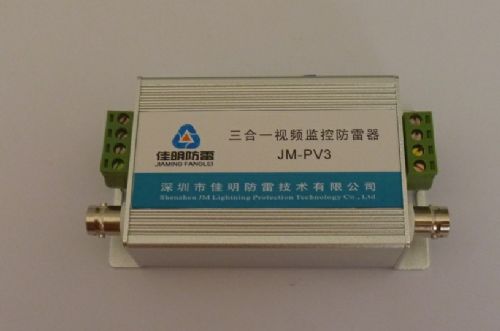 佳明防雷
JIAMING FANGLEI
三合一视频监控防雷器
JM-PV3
深圳市佳明防雷技术有限公司
Shenzhen JM Lightning Protection Technology Co., Ltd